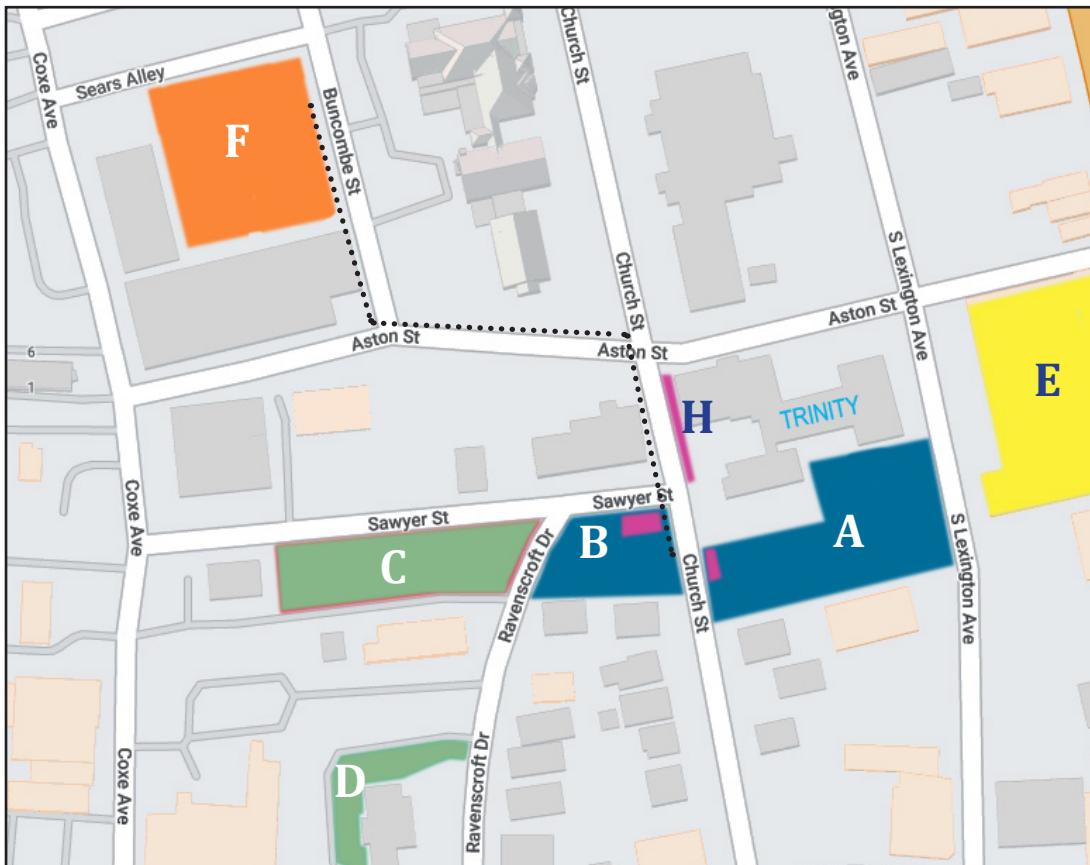 Coxe Ave
Sears Alley
Buncombe St
Church St
ngton Ave
F
Church St
S Lexington Ave
Aston St
Aston St
Aston St
6
1
E
H
TRINITY
Coxe Ave
Sawyer St
Sawyer St
B
A
C
Ravenscroft Dr
Church St
S Lexington Ave
Ravenscroft Dr
D
Coxe Ave